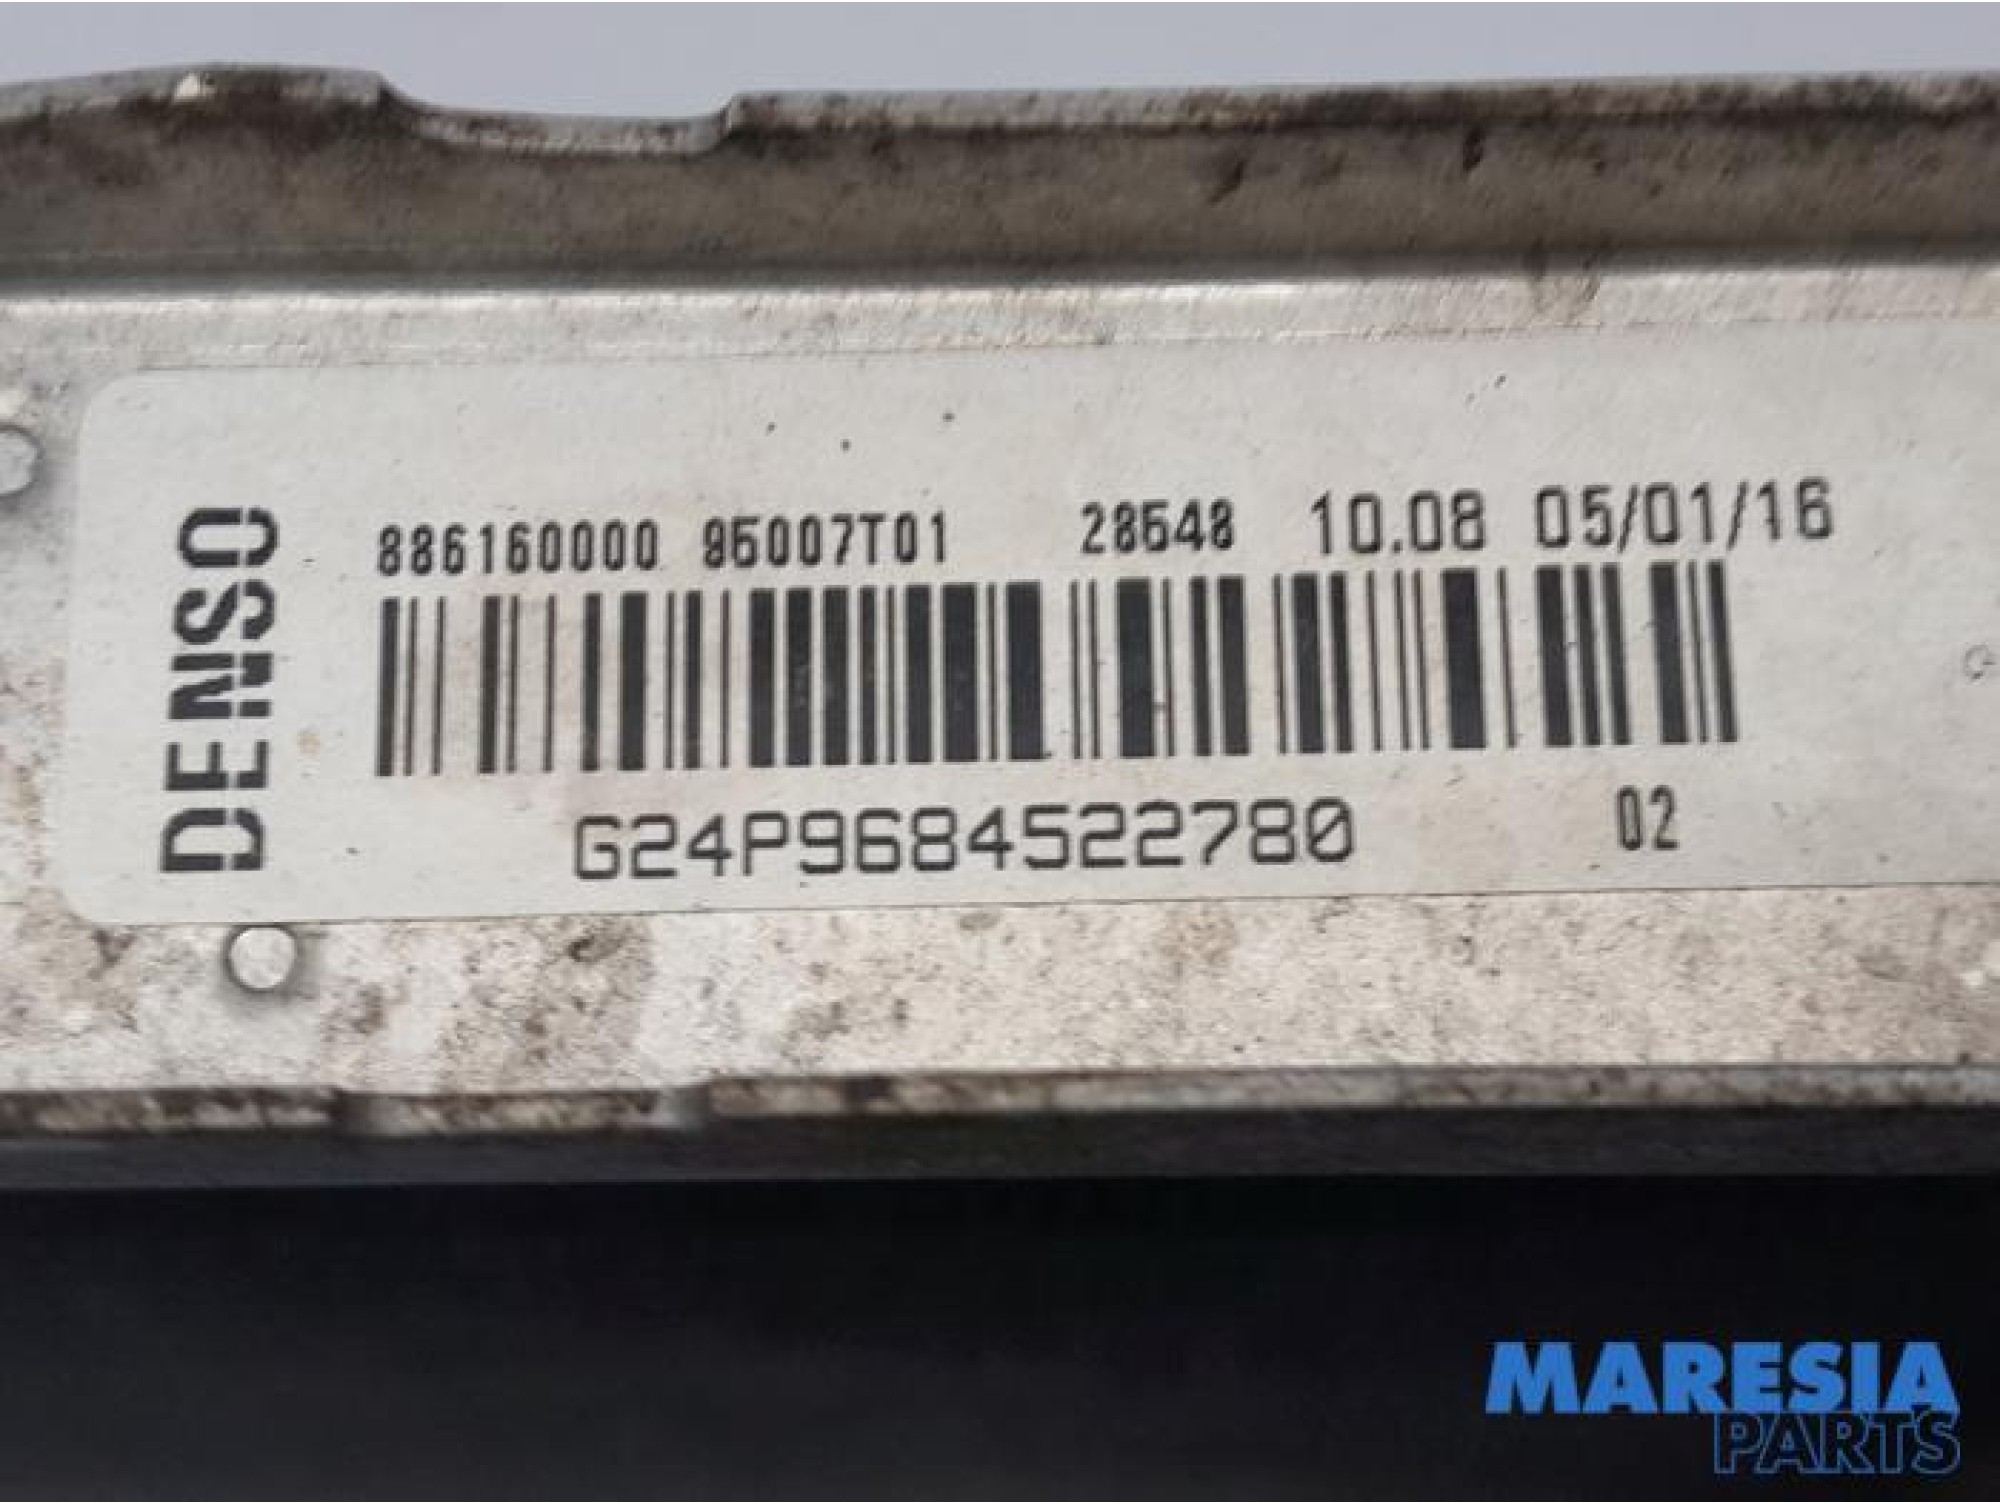 DENSO
886160000 95007T01 28548 10.08 05/01/16
G24P9684522780 02
MARESIA
PARTS